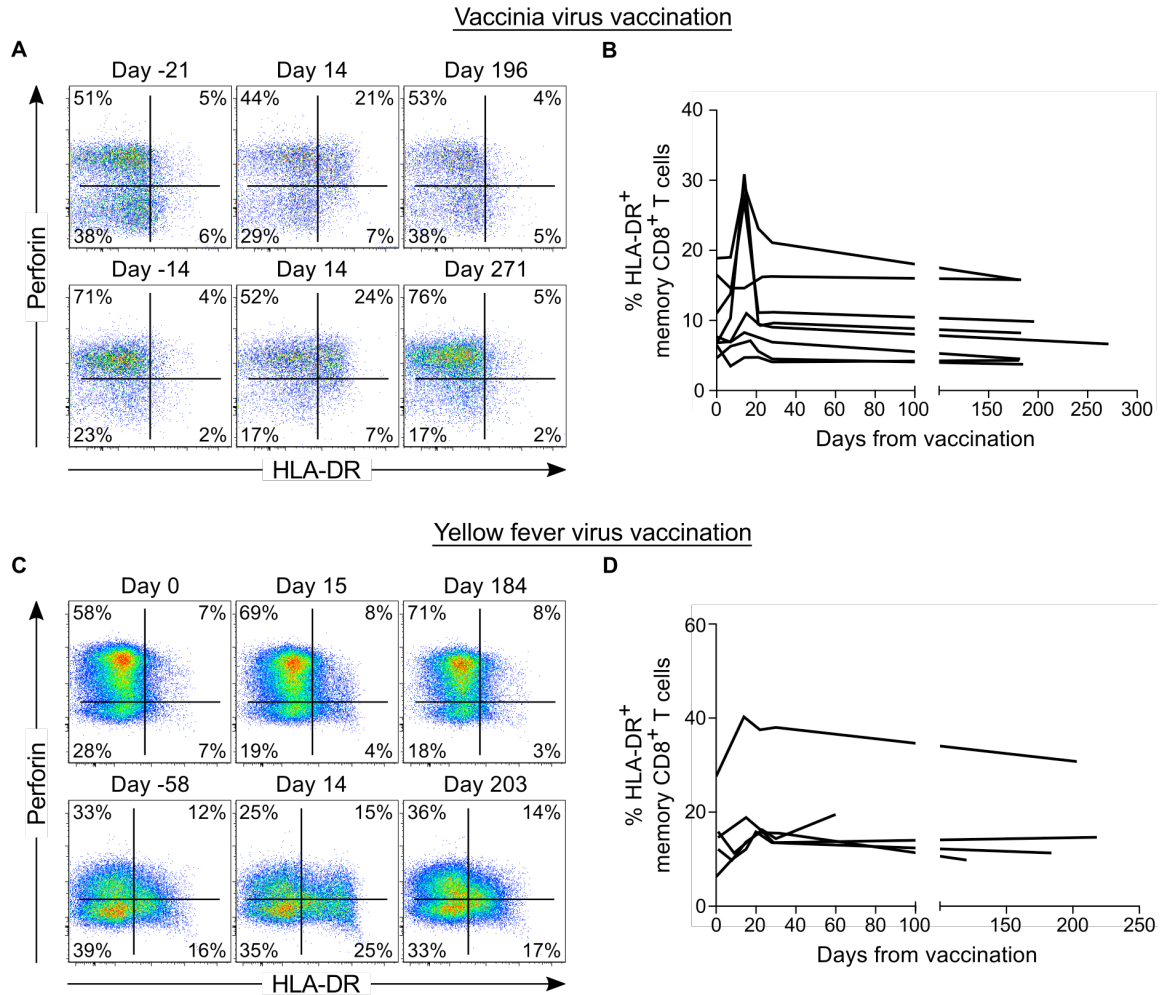 Vaccinia virus vaccination
A
B
Day -21
Day 14
Day 196
51%
5%
44%
21%
53%
4%
38%
6%
29%
7%
38%
5%
Day -14
Day 14
Day 271
71%
4%
52%
24%
76%
5%
23%
2%
17%
7%
17%
2%
Perforin
HLA-DR
% HLA-DR+
memory CD8+ T cells
40
30
20
10
0
0
20
40
60
80
100
150
200
250
300
Days from vaccination
Yellow fever virus vaccination
C
D
Day 0
Day 15
Day 184
58%
7%
69%
8%
71%
8%
28%
7%
19%
4%
18%
3%
Day -58
Day 14
Day 203
33%
12%
25%
15%
36%
14%
39%
16%
35%
25%
33%
17%
Perforin
HLA-DR
% HLA-DR+
memory CD8+ T cells
60
40
20
0
0
20
40
60
80
100
150
200
250
Days from vaccination